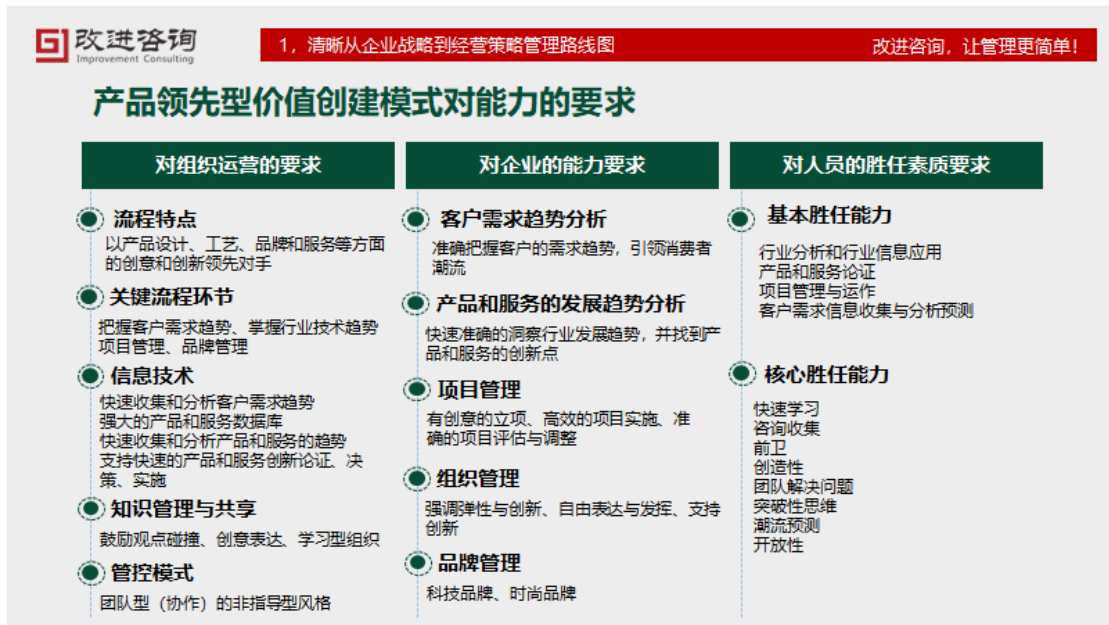 改进咨询
Improvement Consulting
1，清晰从企业战略到经营策略管理路线图
改进咨询，让管理更简单！
产品领先型价值创建模式对能力的要求
对组织运营的要求
流程特点
以产品设计、工艺、品牌和服务等方面
的创意和创新领先对手
关键流程环节
把握客户需求趋势、掌握行业技术趋势
项目管理、品牌管理
信息技术
快速收集和分析客户需求趋势
强大的产品和服务数据库
快速收集和分析产品和服务的趋势
支持快速的产品和服务创新论证、决
策、实施
知识管理与共享
鼓励观点碰撞、创意表达、学习型组织
管控模式
团队型（协作）的非指导型风格
对企业的能力要求
客户需求趋势分析
准确把握客户的需求趋势，引领消费者
潮流
产品和服务的发展趋势分析
快速准确的洞察行业发展趋势，并找到产
品和服务的创新点
项目管理
有创意的立项、高效的项目实施、准
确的项目评估与调整
组织管理
强调弹性与创新、自由表达与发挥、支持
创新
品牌管理
科技品牌、时尚品牌
对人员的胜任素质要求
基本胜任能力
行业分析和行业信息应用
产品和服务论证
项目管理与运作
客户需求信息收集与分析预测
核心胜任能力
快速学习
咨询收集
前卫
创造性
团队解决问题
突破性思维
潮流预测
开放性